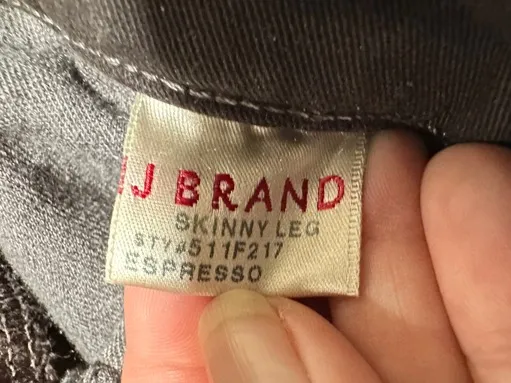 J BRAND
SKINNY LEG
STY#511F217
ESPRESSO